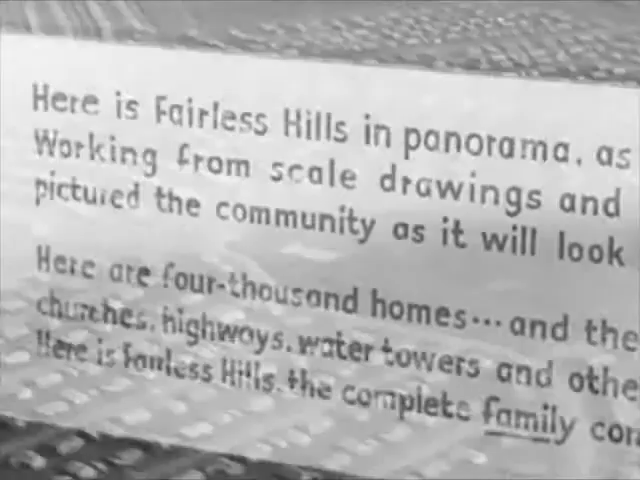 Here is Fairless Hills in panorama, as
Working from scale drawings and
pictured the community as it will look
Here are four-thousand homes...and the
churches, highways, water towers and othe
Here is Fairless Hills, the complete family con